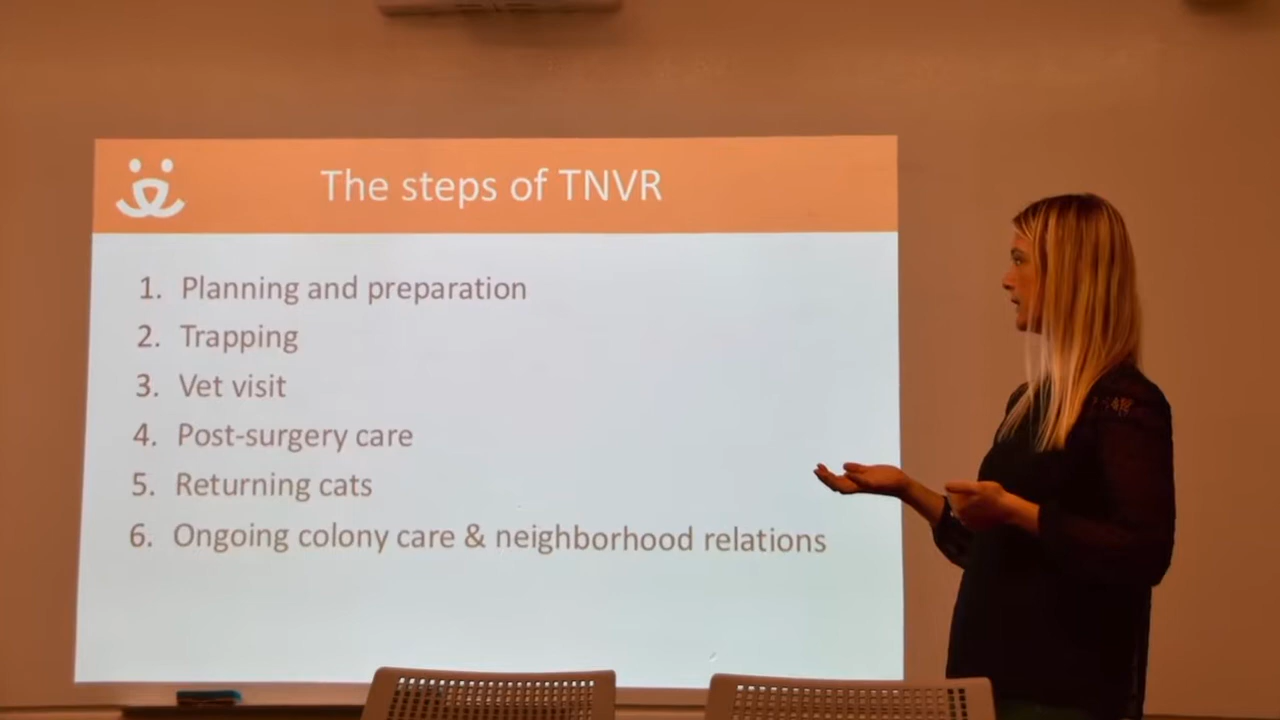 The steps of TNVR
1. Planning and preparation
2. Trapping
3. Vet visit
4. Post-surgery care
5. Returning cats
6. Ongoing colony care & neighborhood relations